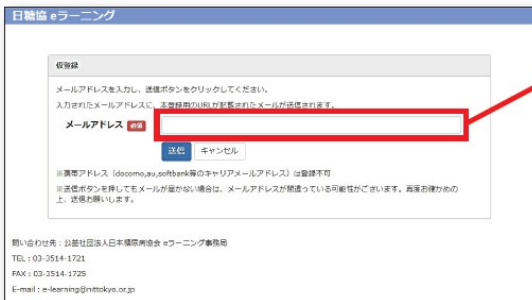 日糖協 eラーニング
仮登録
メールアドレスを入力し、送信ボタンをクリックしてください。
入力されたメールアドレスに、本登録用のURLが記載されたメールが送信されます。
メールアドレス 必須
送信 キャンセル
※携帯アドレス（docomo,au,softbank等のキャリアメールアドレス）は登録不可
※送信ボタンを押してもメールが届かない場合は、メールアドレスが間違っている可能性がございます。再度お確かめの
上、送信お願いします。
問い合わせ先：公益社団法人日本糖尿病協会 eラーニング事務局
TEL：03-3514-1721
FAX：03-3514-1725
E-mail：e-learning@nittokyo.or.jp